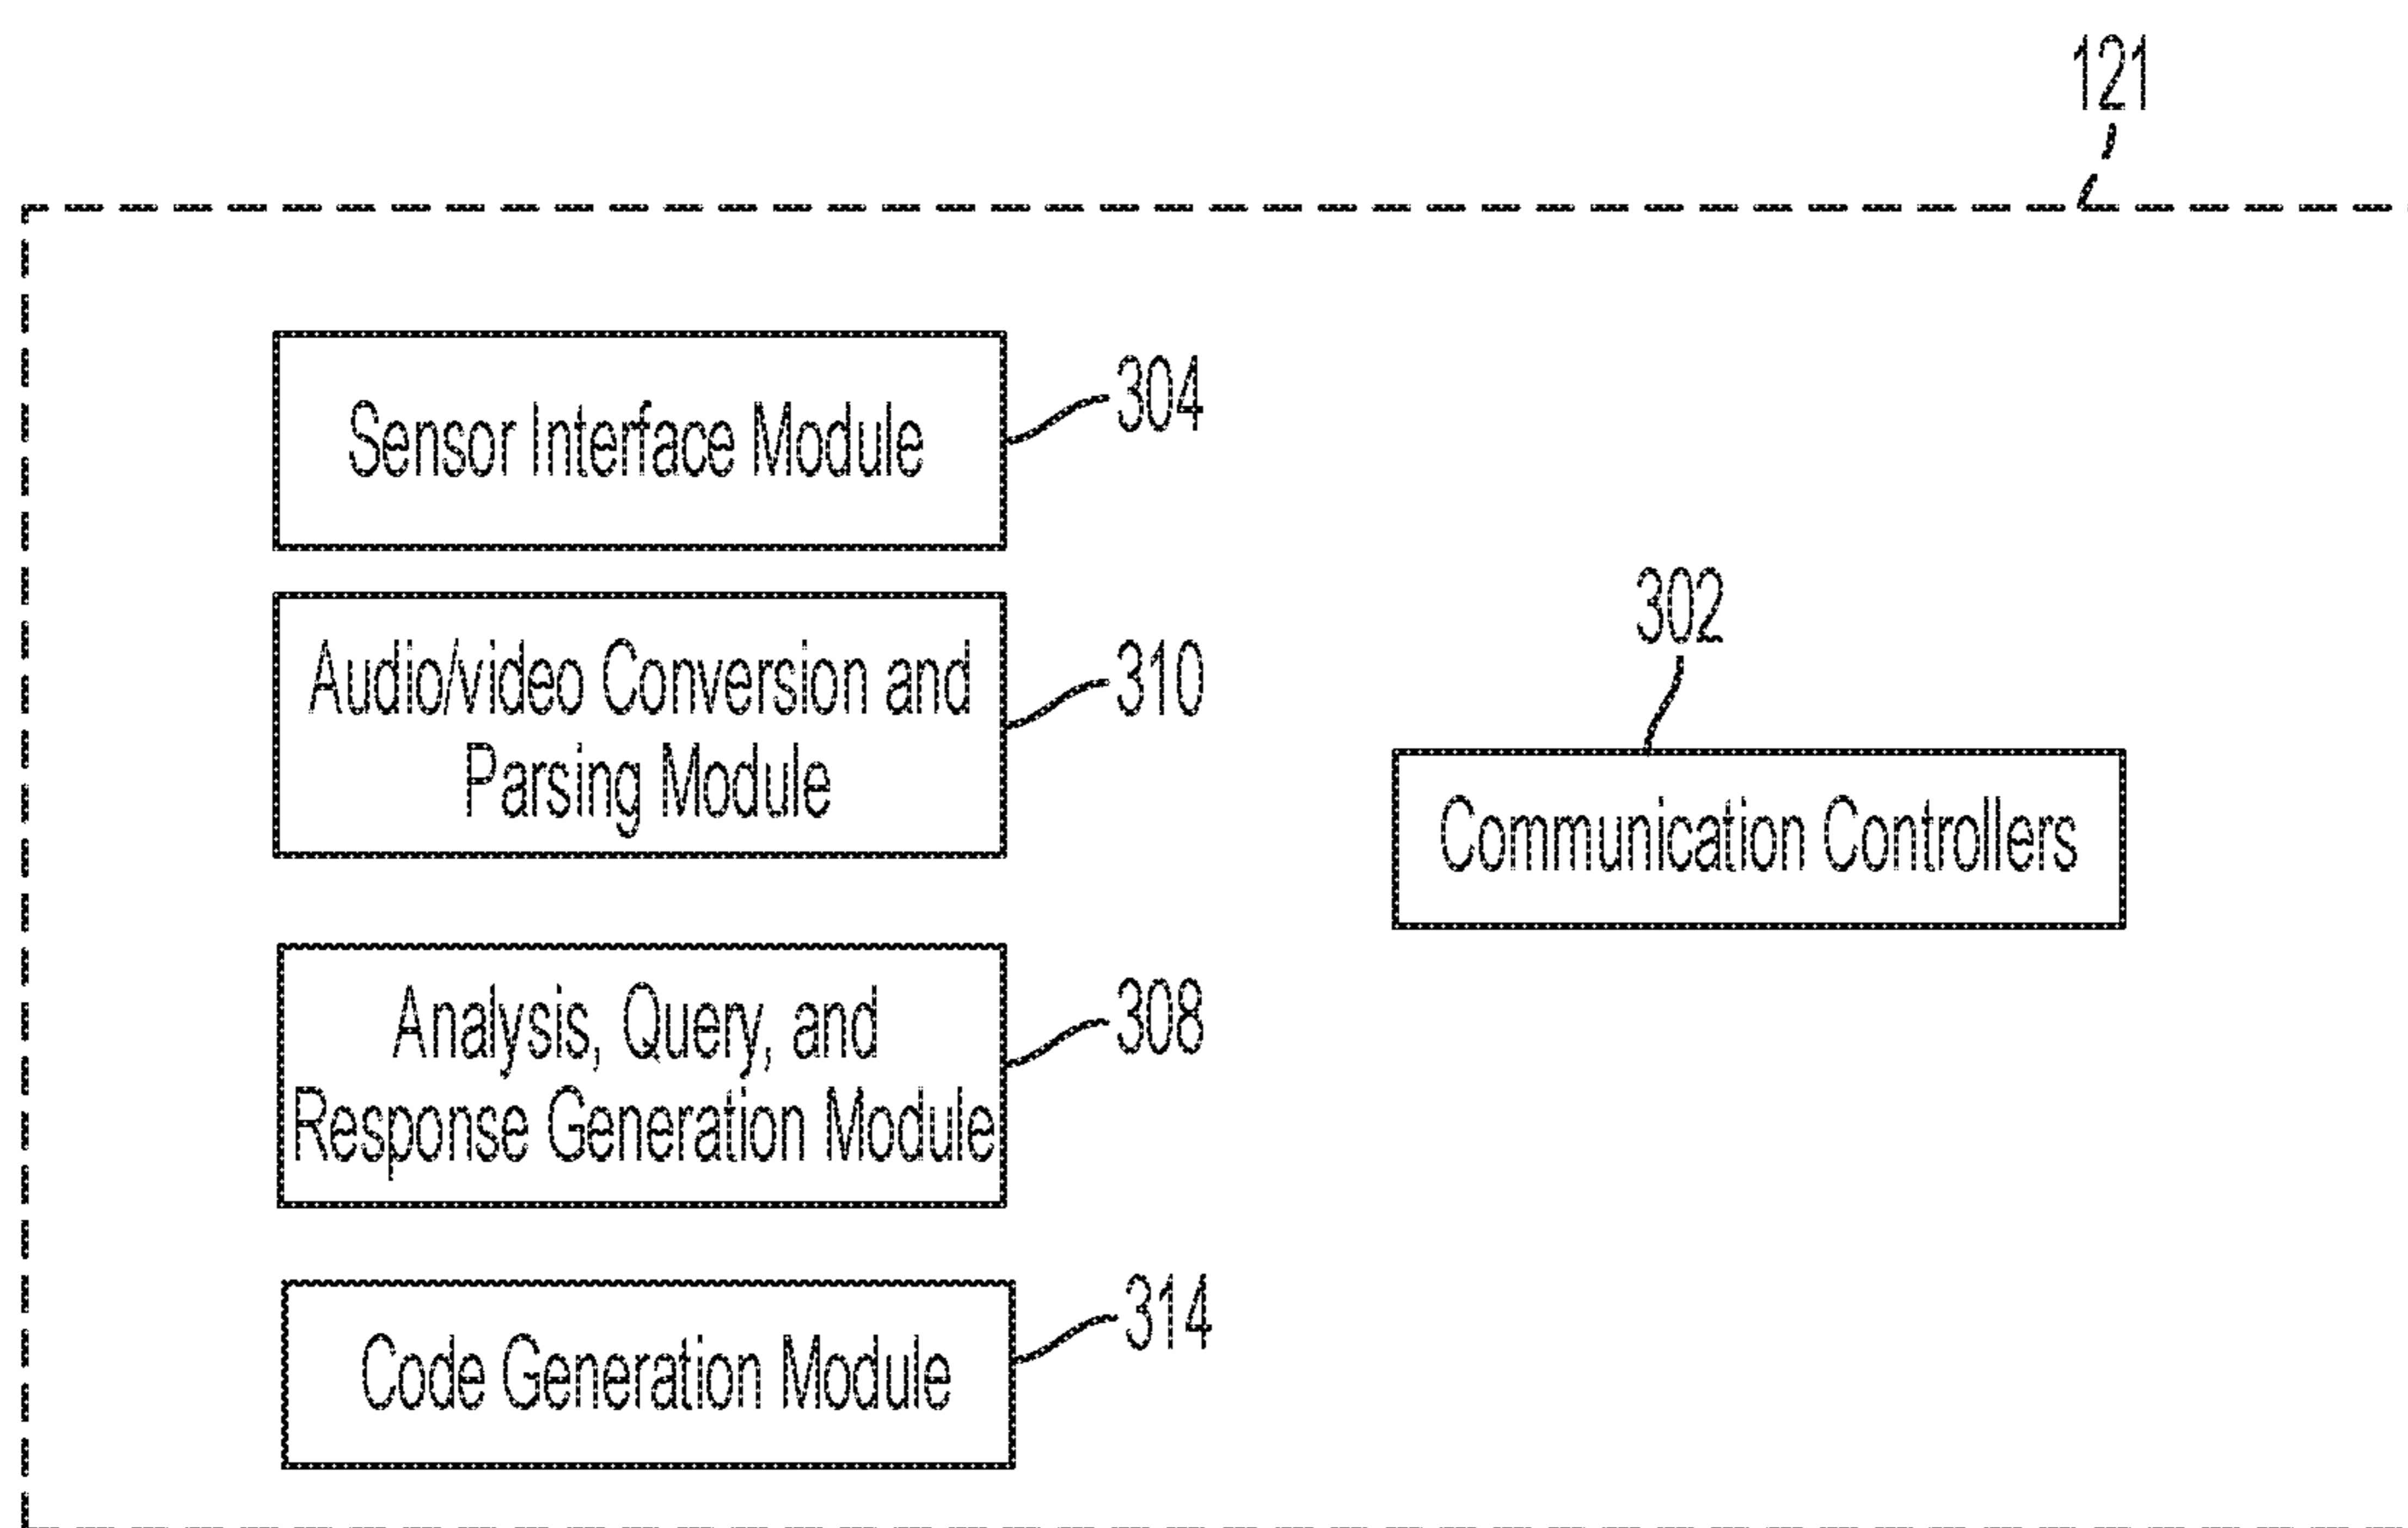 121
Sensor Interface Module
304
Audio/video Conversion and
Parsing Module
310
302
Communication Controllers
Analysis, Query, and
Response Generation Module
308
Code Generation Module
314